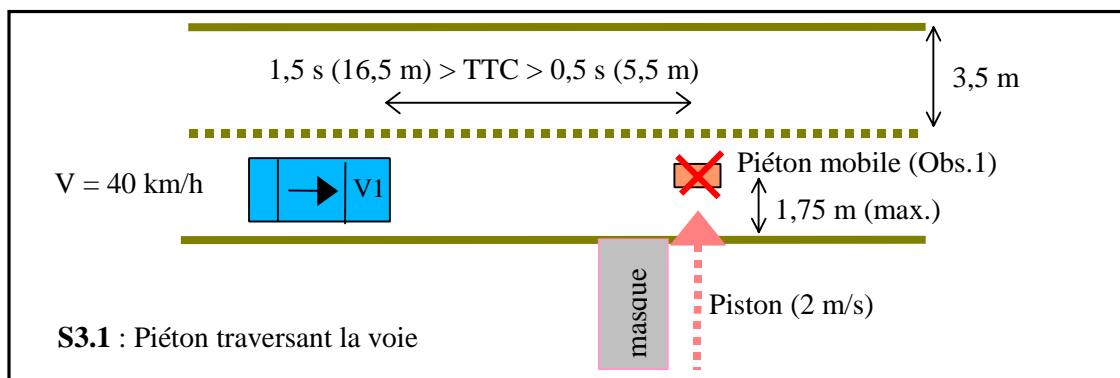 1,5 s (16,5 m) > TTC > 0,5 s (5,5 m)
3,5 m
V = 40 km/h
V1
Piéton mobile (Obs.1)
1,75 m (max.)
masque
Piston (2 m/s)
S3.1 : Piéton traversant la voie